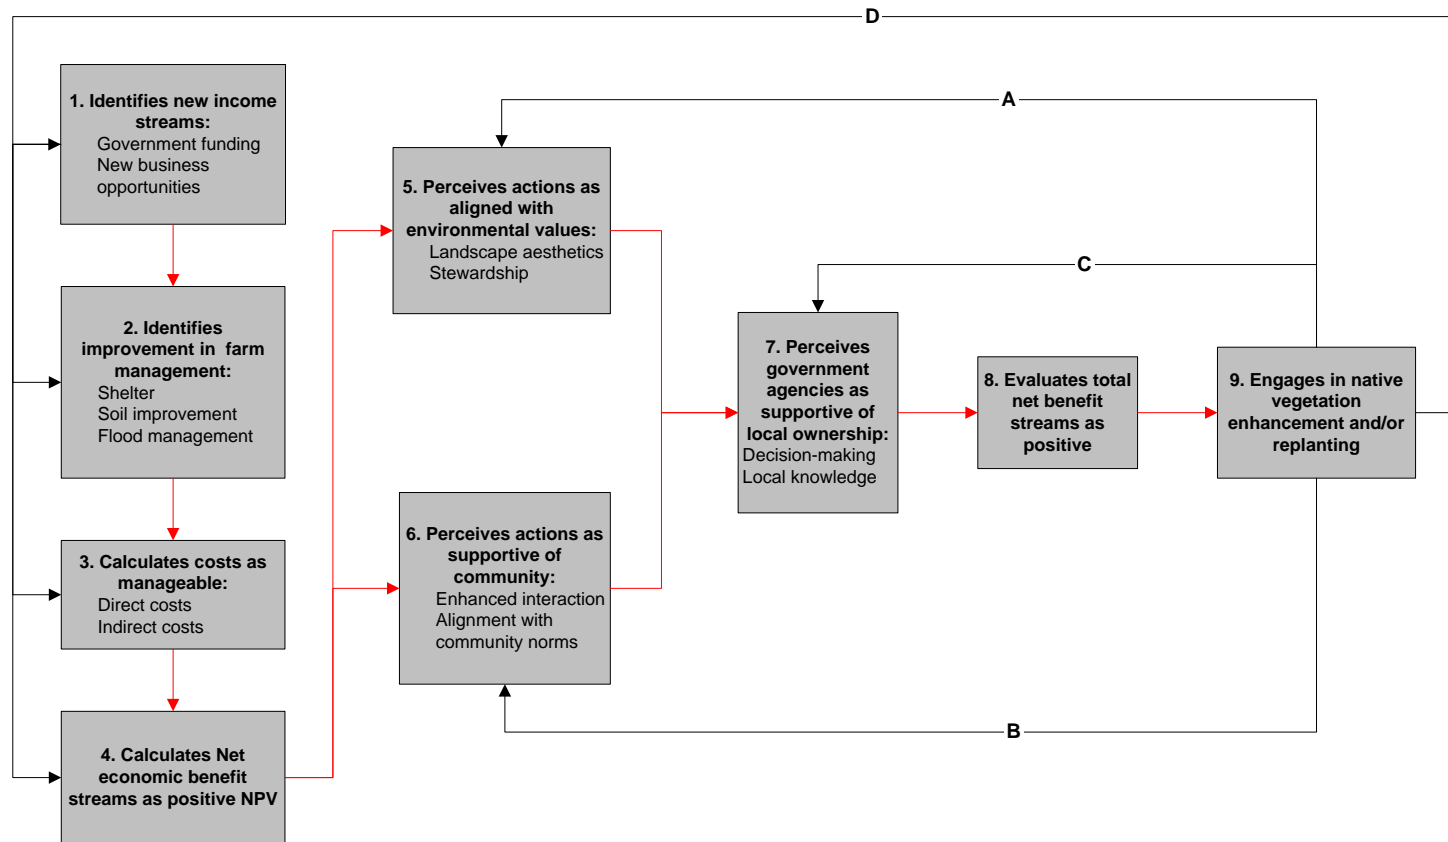 D
1. Identifies new income
streams:
Government funding
New business
opportunities
2. Identifies
improvement in  farm
management:
Shelter
Soil improvement
Flood management
3. Calculates costs as
manageable:
Direct costs
Indirect costs
4. Calculates Net
economic benefit
streams as positive NPV
A
5. Perceives actions as
aligned with
environmental values:
Landscape aesthetics
Stewardship
6. Perceives actions as
supportive of
community:
Enhanced interaction
Alignment with
community norms
C
7. Perceives
government
agencies as
supportive of
local ownership:
Decision-making
Local knowledge
8. Evaluates total
net benefit
streams as
positive
9. Engages in native
vegetation
enhancement and/or
replanting
B